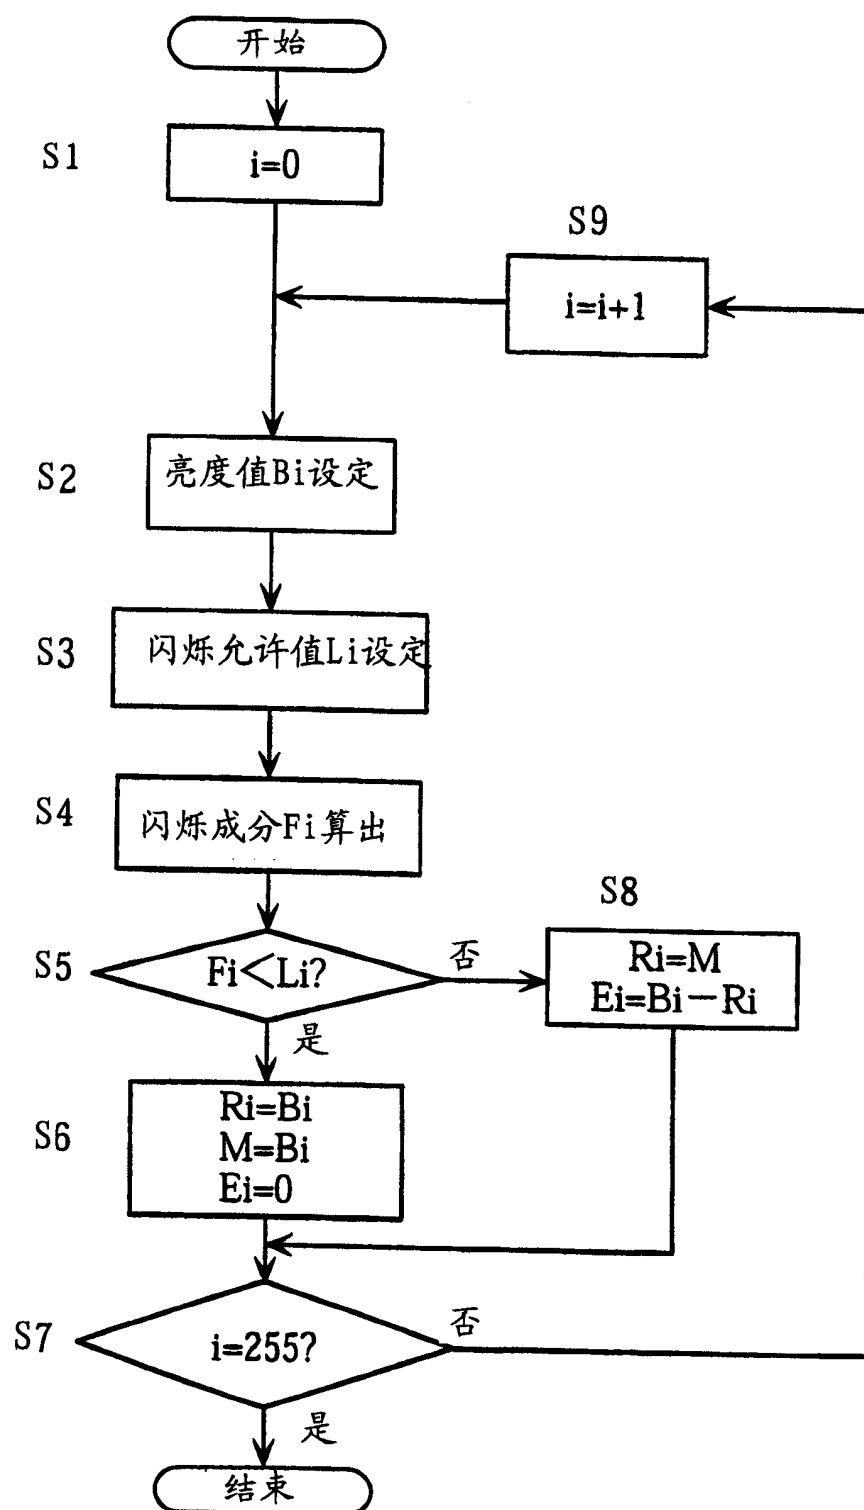 开始
S1
i=0
S9
i=i+1
S2
亮度值Bi设定
S3
闪烁允许值Li设定
S4
闪烁成分Fi算出
S8
Ri=M
Ei=Bi-Ri
S5
Fi<Li?
否
是
S6
Ri=Bi
M=Bi
Ei=0
S7
i=255?
否
是
结束